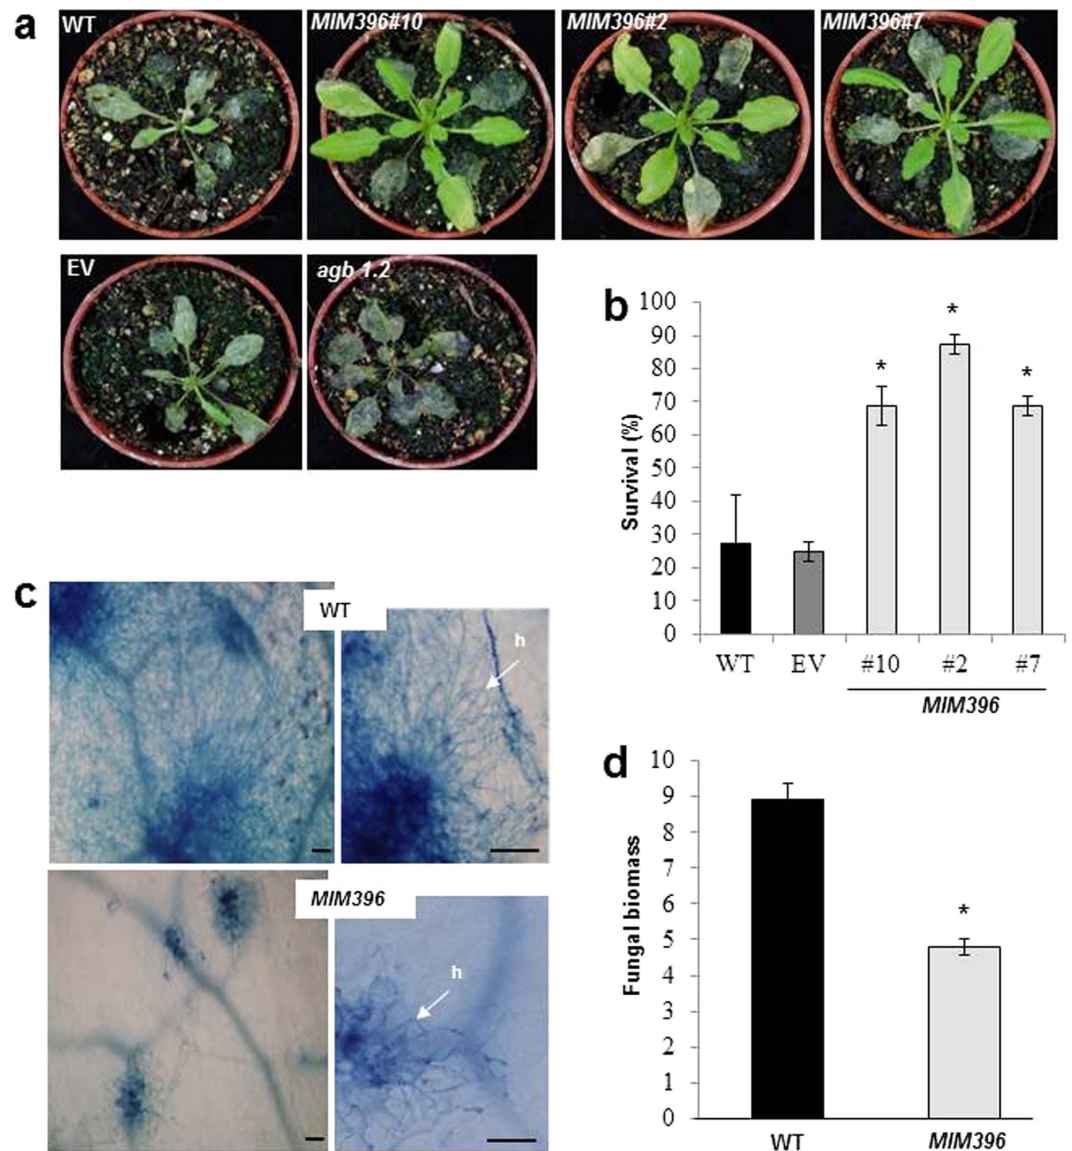 a
WT
MIM396#10
MIM396#2
MIM396#7
EV
agb 1.2
b
100
90
80
70
60
50
40
30
20
10
0
Survival (%)
*
*
*
WT
EV
#10
#2
#7
MIM396
c
WT
h
MIM396
h
d
10
9
8
7
6
5
4
3
2
1
0
Fungal biomass
*
WT
MIM396